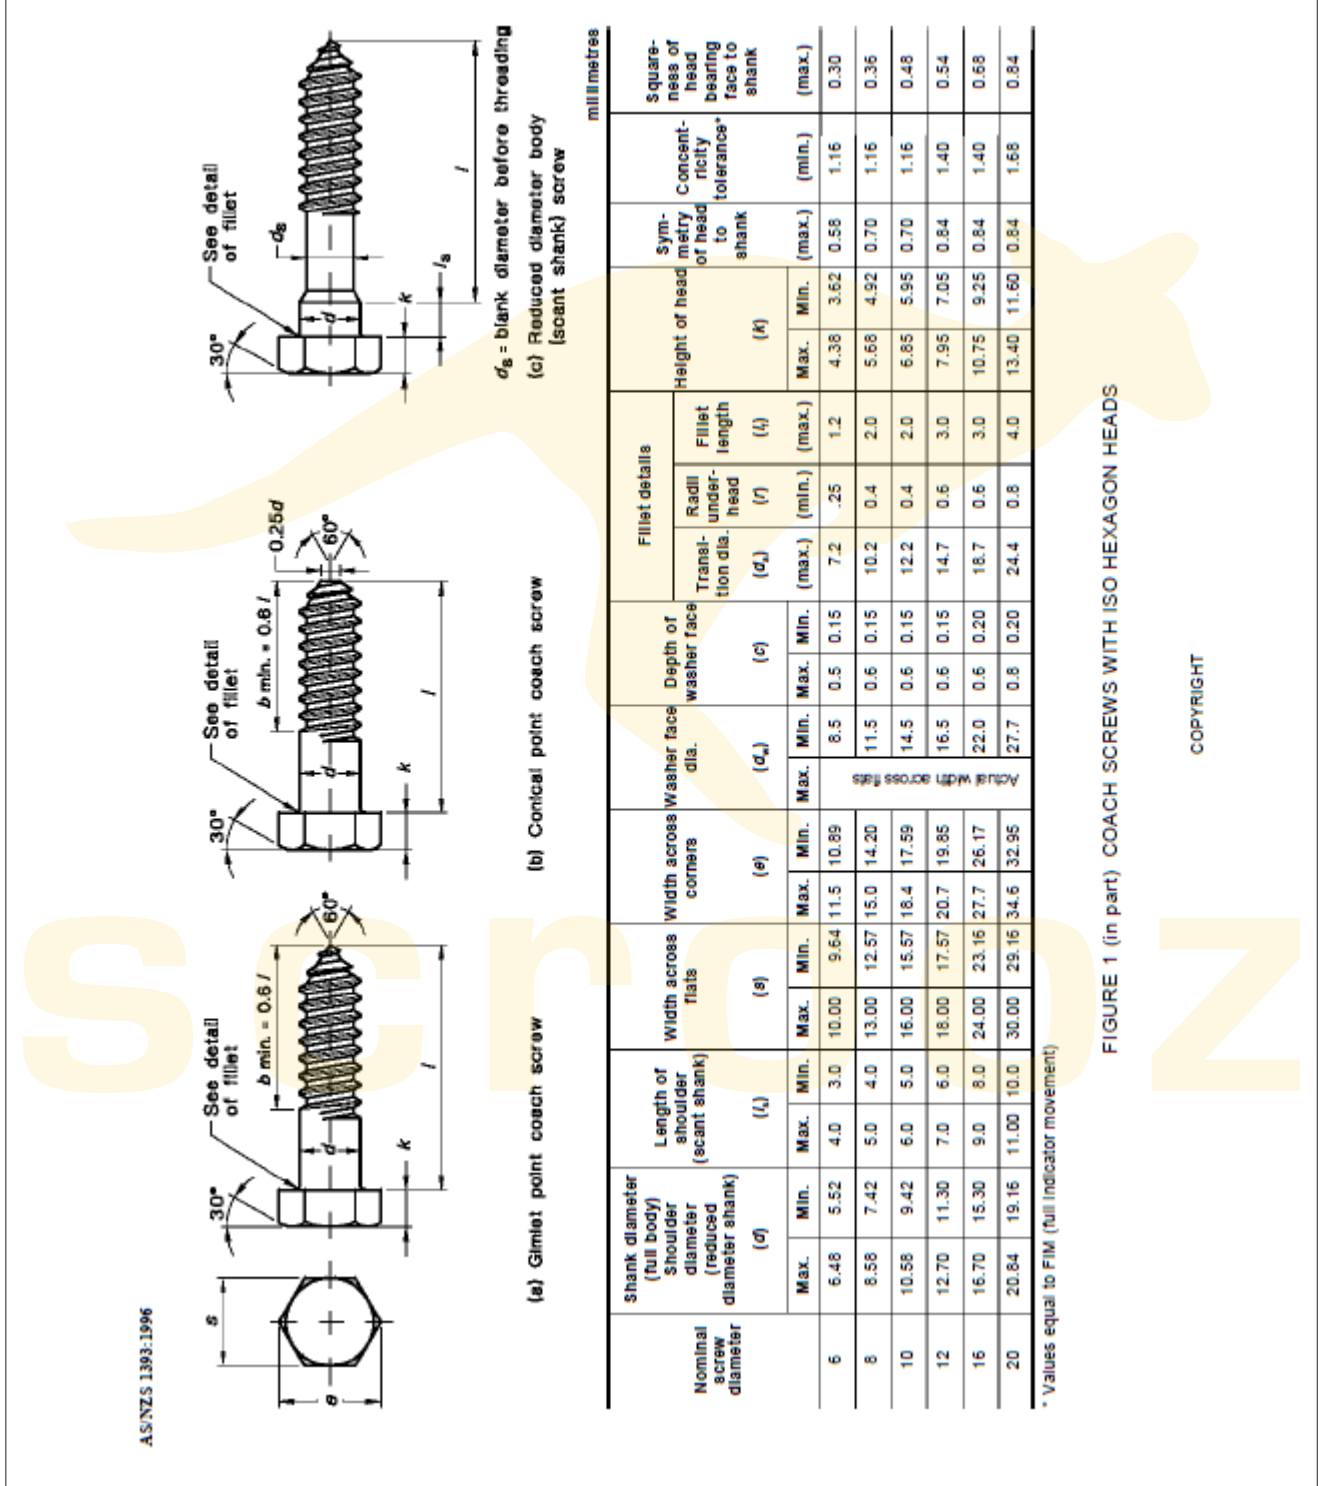 AS/NZS 1393:1996
s
e
30°
See detail
of fillet
b min. = 0.6 l
60°
d
k
l
(a) Gimlet point coach screw
30°
See detail
of fillet
b min. = 0.6 l
0.25d
60°
d
k
l
(b) Conical point coach screw
30°
See detail
of fillet
ds
d
k
ls
l
ds = blank diameter before threading
(c) Reduced diameter body
(scant shank) screw
millimetres
Nominal screw diameter | Shank diameter (full body) Shoulder diameter (reduced diameter shank) (d) | Length of shoulder (scant shank) (ls) | Width across flats (s) | Width across corners (e) | Washer face dia. (dw) | Depth of washer face (c) | Fillet details | Height of head (k) | Sym-metry of head to shank | Concent-ricity tolerance* | Square-ness of head bearing face to shank
Transi-tion dia. (da) | Radii under-head (r) | Fillet length (lf)
Max. Min. Max. Min. Max. Min. Max. Min. Max. Min. Max. Min. (max.) (min.) (max.) Max. Min. (max.) (min.) (max.)
6 6.48 5.52 4.0 3.0 10.00 9.64 11.5 10.89 8.5 0.5 0.15 7.2 .25 1.2 4.38 3.62 0.58 1.16 0.30
8 8.58 7.42 5.0 4.0 13.00 12.57 15.0 14.20 11.5 0.6 0.15 10.2 0.4 2.0 5.68 4.92 0.70 1.16 0.36
10 10.58 9.42 6.0 5.0 16.00 15.57 18.4 17.59 14.5 0.6 0.15 12.2 0.4 2.0 6.85 5.95 0.70 1.16 0.48
12 12.70 11.30 7.0 6.0 18.00 17.57 20.7 19.85 16.5 0.6 0.15 14.7 0.6 3.0 7.95 7.05 0.84 1.40 0.54
16 16.70 15.30 9.0 8.0 24.00 23.16 27.7 26.17 22.0 0.6 0.20 18.7 0.6 3.0 10.75 9.25 0.84 1.40 0.68
20 20.84 19.16 11.00 10.0 30.00 29.16 34.6 32.95 27.7 0.8 0.20 24.4 0.8 4.0 13.40 11.60 0.84 1.68 0.84
Actual width across flats
* Values equal to FIM (full indicator movement)
FIGURE 1 (in part) COACH SCREWS WITH ISO HEXAGON HEADS
COPYRIGHT
scrooz